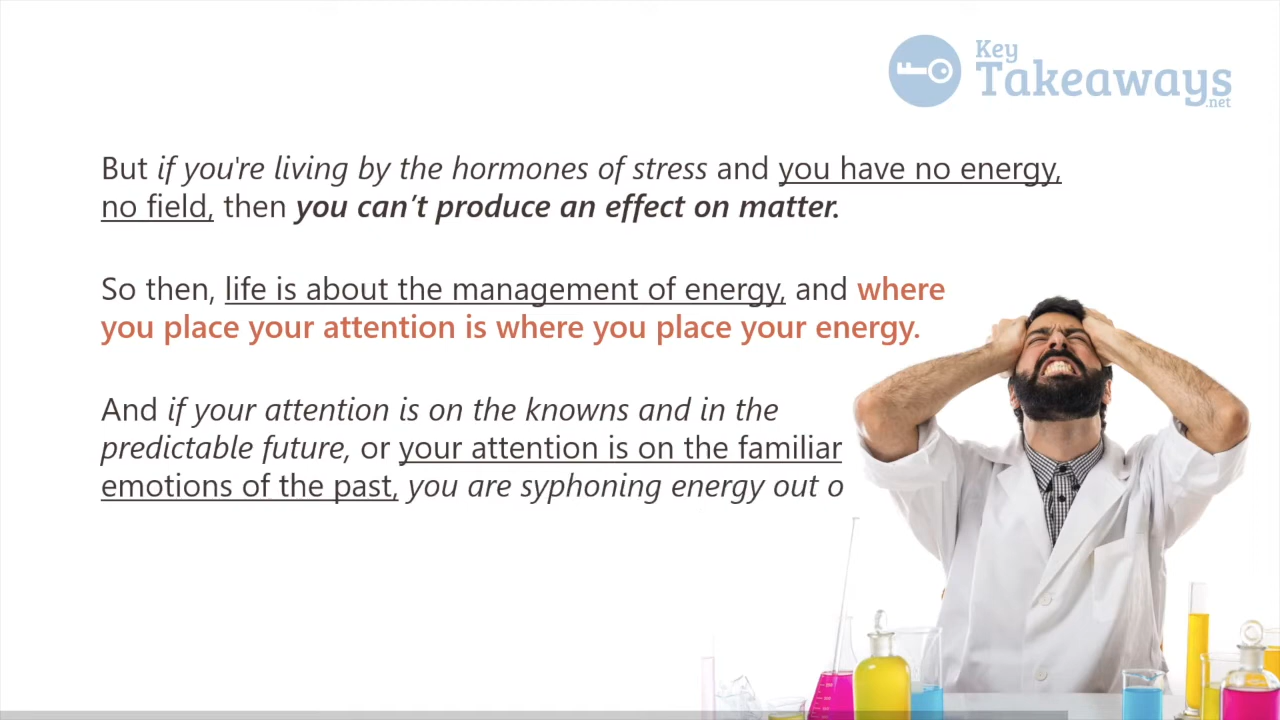 Key
Takeaways
.net
But if you're living by the hormones of stress and you have no energy,
no field, then you can’t produce an effect on matter.
So then, life is about the management of energy, and where
you place your attention is where you place your energy.
And if your attention is on the knowns and in the
predictable future, or your attention is on the familiar
emotions of the past, you are syphoning energy out o